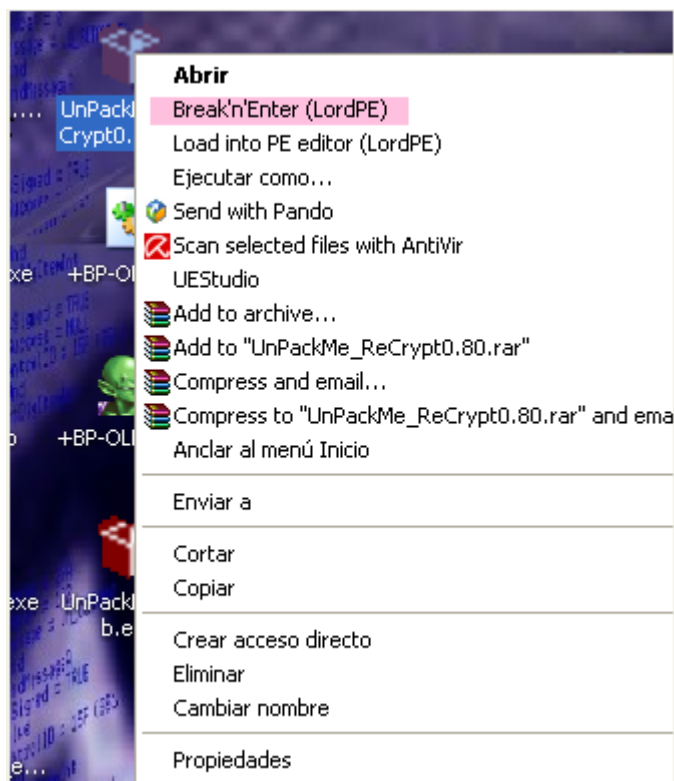 Abrir
UnPack
Break'n'Enter (LordPE)
Crypt0.
Load into PE editor (LordPE)
Ejecutar como...
Send with Pando
Scan selected files with AntiVir
xe +BP-Ol
UEStudio
Add to archive...
Add to "UnPackMe_ReCrypt0.80.rar"
Compress and email...
Compress to "UnPackMe_ReCrypt0.80.rar" and ema
+BP-OLI
Anclar al menú Inicio
Enviar a
Cortar
Copiar
exe UnPack
b.e
Crear acceso directo
Eliminar
Cambiar nombre
Propiedades
e...